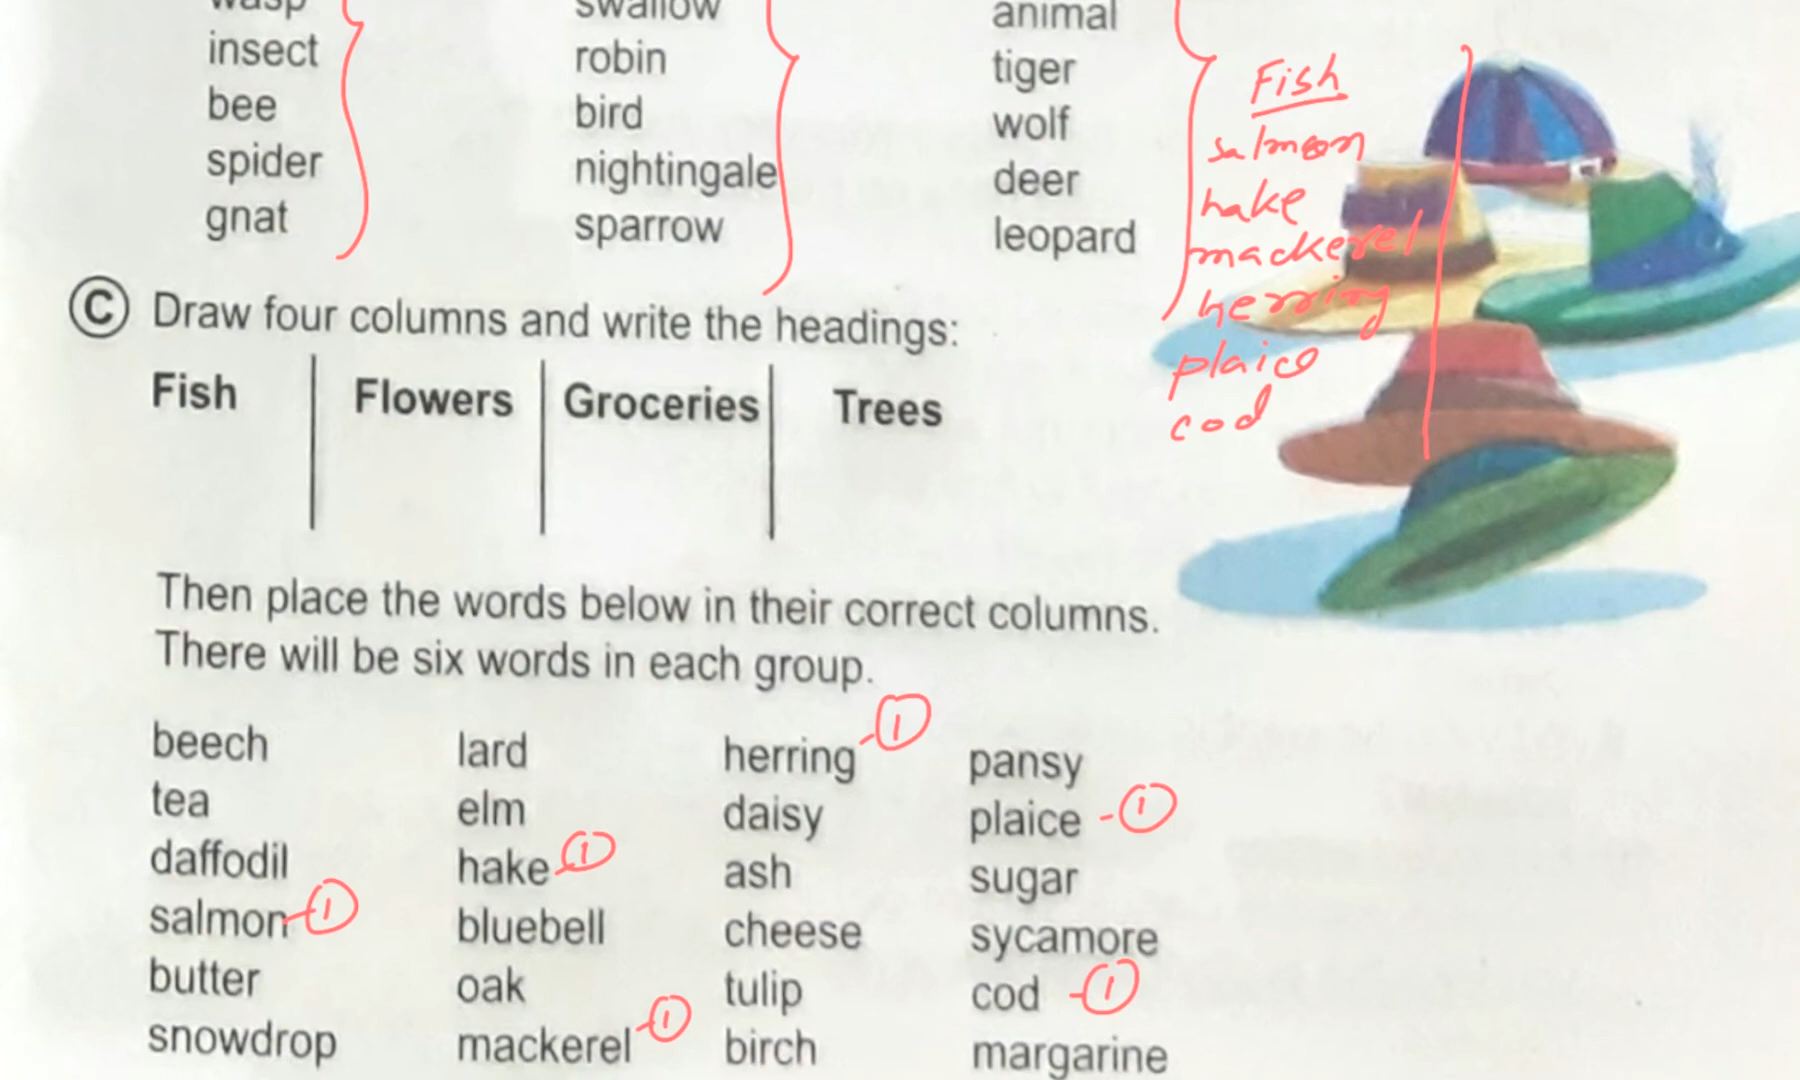 wasp
insect
bee
spider
gnat
swallow
robin
bird
nightingale
sparrow
animal
tiger
wolf
deer
leopard
Fish
salmon
hake
mackerel
herring
plaice
cod
C Draw four columns and write the headings:
Fish Flowers Groceries Trees
Then place the words below in their correct columns.
There will be six words in each group.
beech
tea
daffodil
salmon 1
butter
snowdrop
lard
elm
hake 1
bluebell
oak
mackerel 1
herring 1
daisy
ash
cheese
tulip
birch
pansy
plaice - 1
sugar
sycamore
cod - 1
margarine